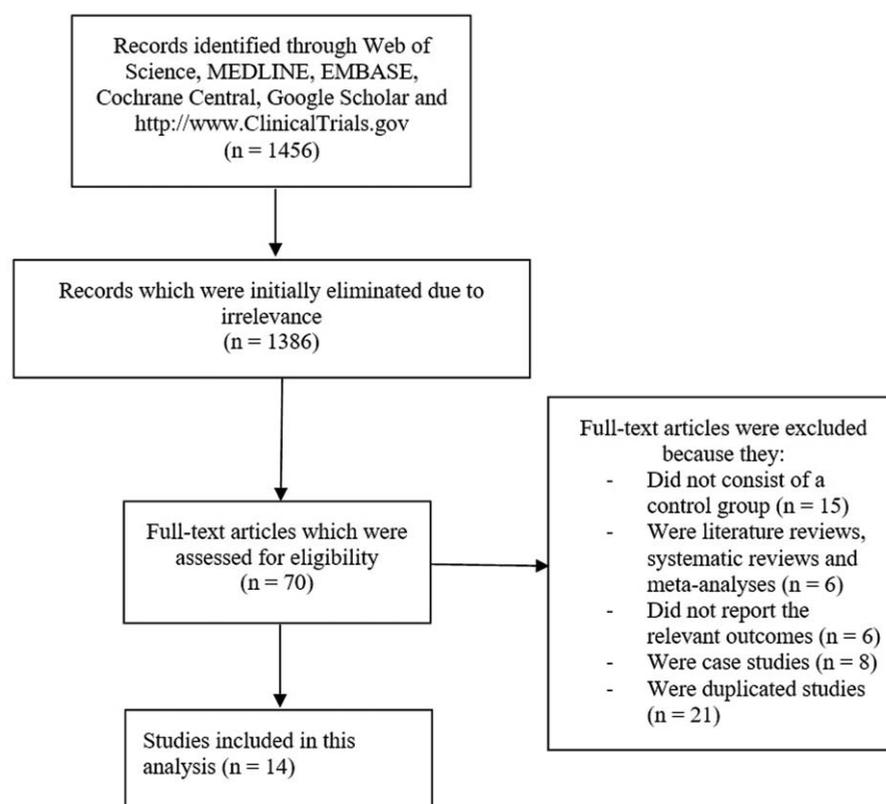 Records identified through Web of
Science, MEDLINE, EMBASE,
Cochrane Central, Google Scholar and
http://www.ClinicalTrials.gov
(n = 1456)
Records which were initially eliminated due to
irrelevance
(n = 1386)
Full-text articles which were
assessed for eligibility
(n = 70)
Full-text articles were excluded
because they:
- Did not consist of a
control group (n = 15)
- Were literature reviews,
systematic reviews and
meta-analyses (n = 6)
- Did not report the
relevant outcomes (n = 6)
- Were case studies (n = 8)
- Were duplicated studies
(n = 21)
Studies included in this
analysis (n = 14)